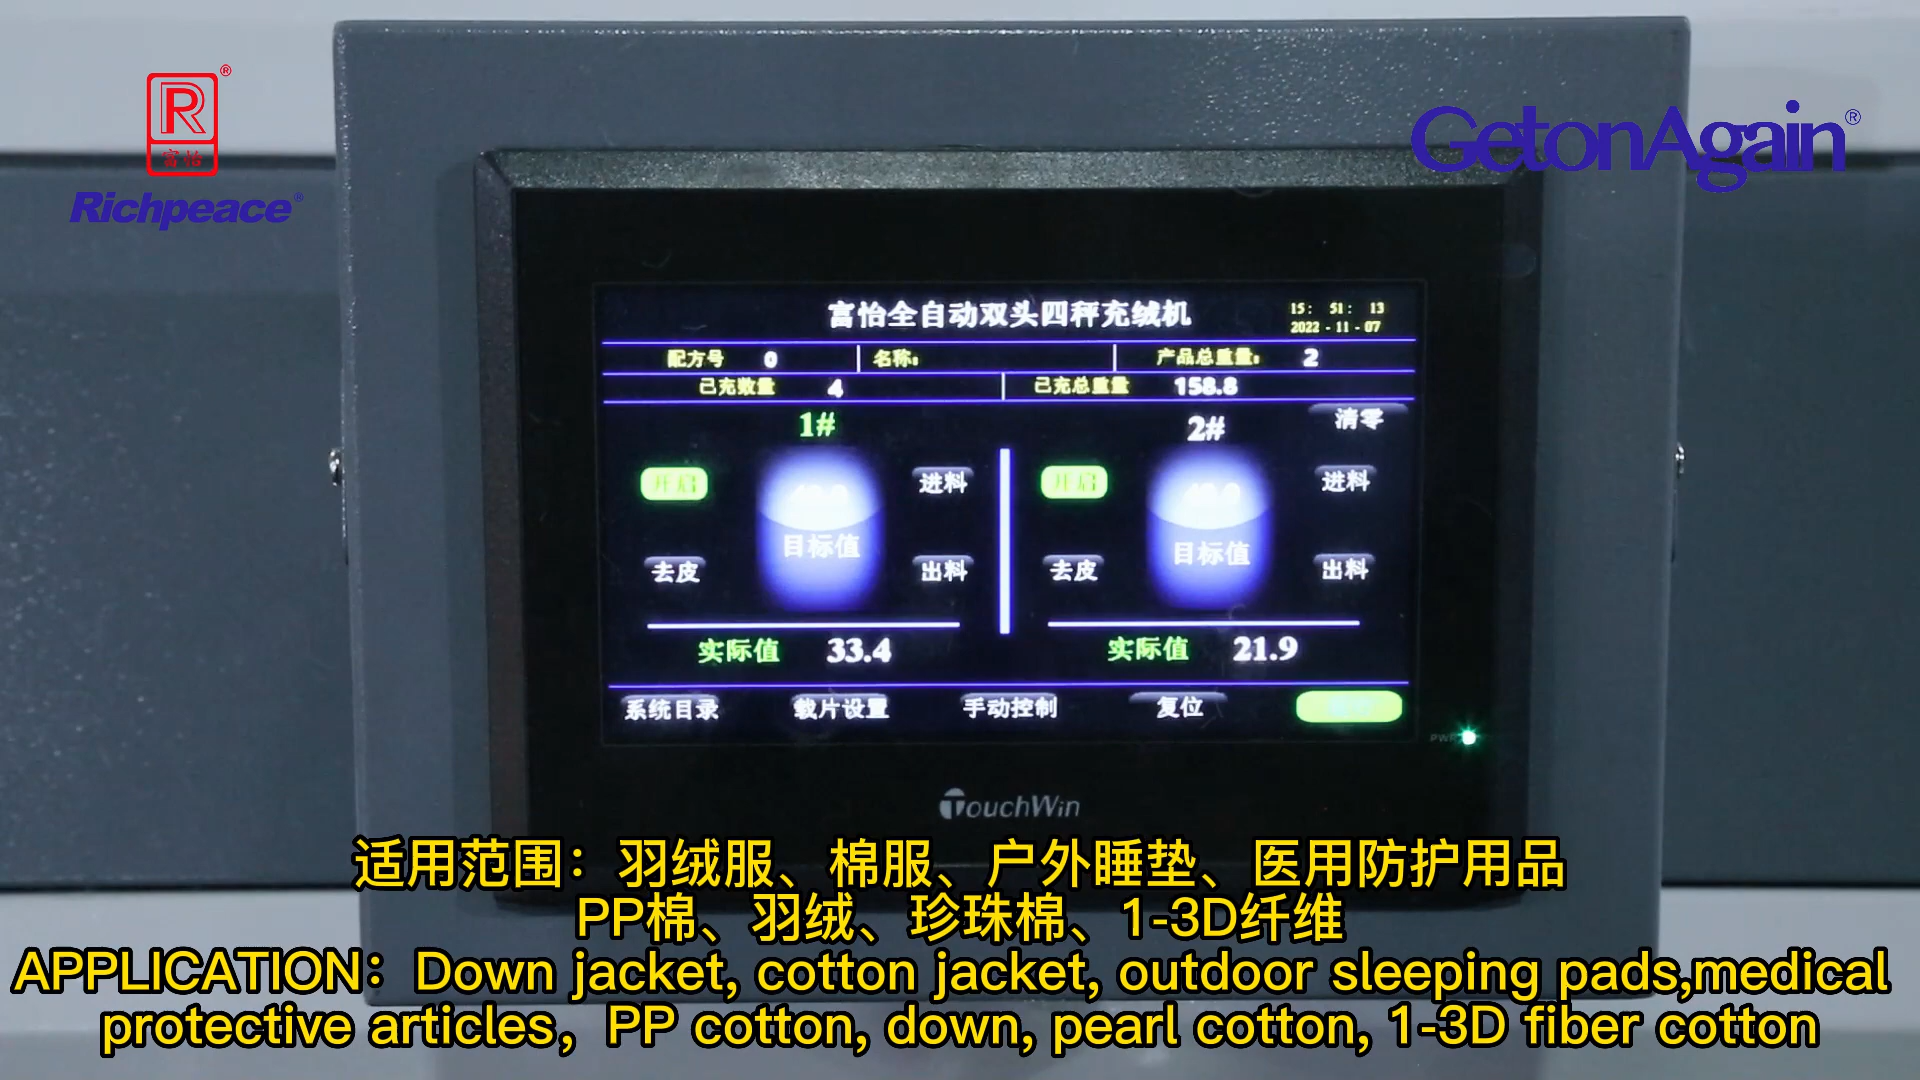 R®
富怡
Richpeace®
GetonAgain®
富怡全自动双头四秤充绒机
15: 51: 13
2022 - 11 - 07
配方号 0 名称: 产品总重量: 2
已充数量 4 已充总重量 158.8
1# 2# 清零
开启 进料 开启 进料
目标值 目标值
去皮 出料 去皮 出料
实际值 33.4 实际值 21.9
系统目录 载片设置 手动控制 复位
PWR
TouchWin
适用范围：羽绒服、棉服、户外睡垫、医用防护用品
PP棉、羽绒、珍珠棉、1-3D纤维
APPLICATION：Down jacket, cotton jacket, outdoor sleeping pads,medical
protective articles，PP cotton, down, pearl cotton, 1-3D fiber cotton